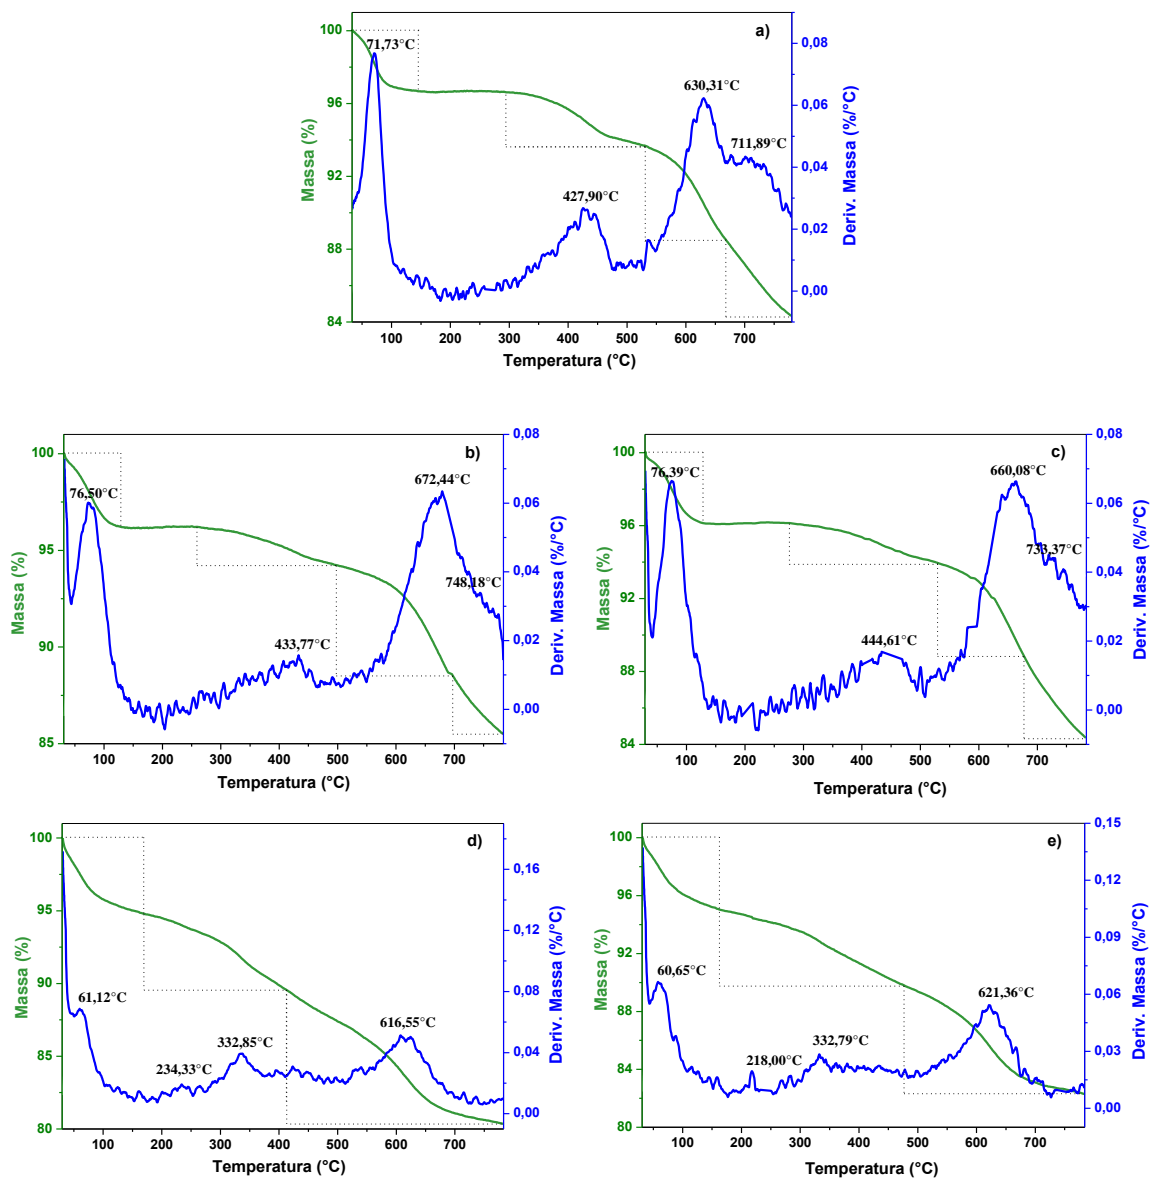 a)
71,73°C
630,31°C
711,89°C
427,90°C
100
96
92
88
84
Massa (%)
0,08
0,06
0,04
0,02
0,00
Deriv. Massa (%/°C)
100 200 300 400 500 600 700
Temperatura (°C)
b)
76,50°C
672,44°C
748,18°C
433,77°C
100
95
90
85
Massa (%)
0,08
0,06
0,04
0,02
0,00
Deriv. Massa (%/°C)
100 200 300 400 500 600 700
Temperatura (°C)
c)
76,39°C
660,08°C
733,37°C
444,61°C
100
96
92
88
84
Massa (%)
0,08
0,06
0,04
0,02
0,00
Deriv. Massa (%/°C)
100 200 300 400 500 600 700
Temperatura (°C)
d)
61,12°C
234,33°C
332,85°C
616,55°C
100
95
90
85
80
Massa (%)
0,16
0,12
0,08
0,04
0,00
Deriv. Massa (%/°C)
100 200 300 400 500 600 700
Temperatura (°C)
e)
60,65°C
218,00°C
332,79°C
621,36°C
100
96
92
88
84
80
Massa (%)
0,15
0,12
0,09
0,06
0,03
0,00
Deriv. Massa (%/°C)
100 200 300 400 500 600 700
Temperatura (°C)